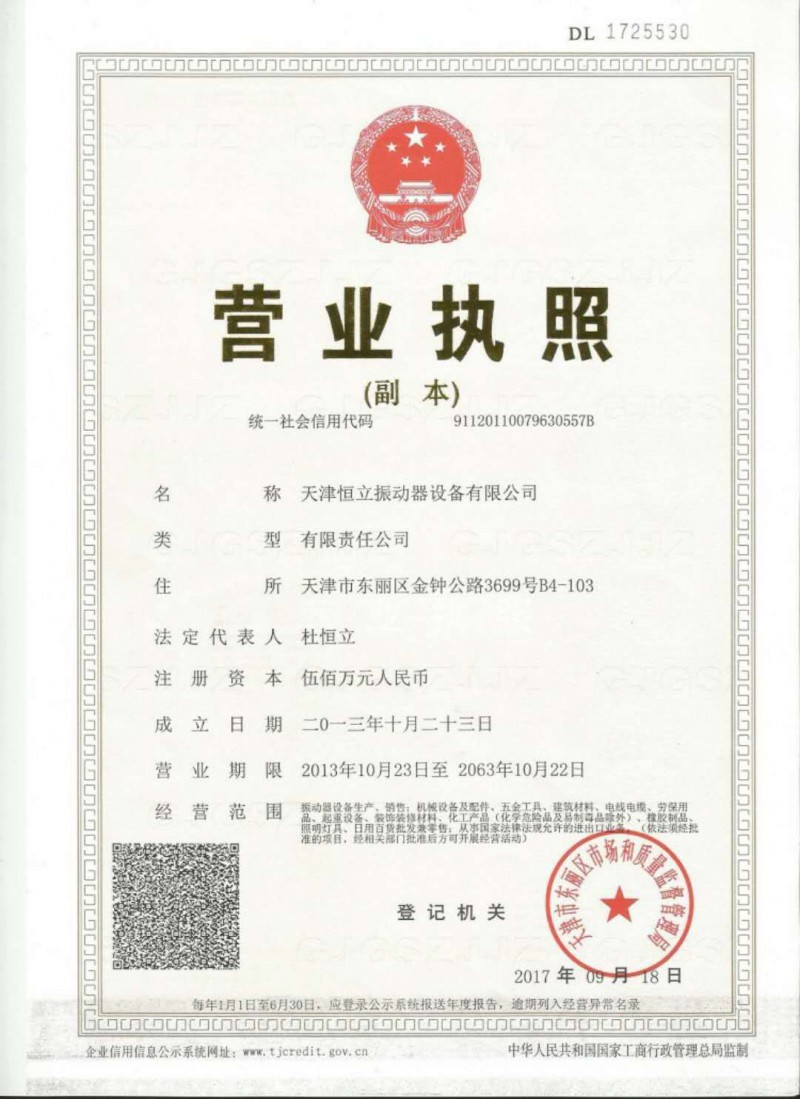 DL 1725530
营业执照
(副 本)
统一社会信用代码 91120110079630557B
名 称 天津恒立振动器设备有限公司
类 型 有限责任公司
住 所 天津市东丽区金钟公路3699号B4-103
法定代表人 杜恒立
注册资本 伍佰万元人民币
成立日期 二〇一三年十月二十三日
营业期限 2013年10月23日至 2063年10月22日
经营范围 振动器设备生产、销售；机械设备及配件、五金工具、建筑材料、电线电缆、劳保用
品、起重设备、装饰装修材料、化工产品（化学危险品及易制毒品除外）、橡胶制品、
照明灯具、日用百货批发兼零售；从事国家法律法规允许的进出口业务。（依法须经批
准的项目，经相关部门批准后方可开展经营活动）
天津市东丽区市场和质量监督管理局
登记机关
2017 年 09 月 18 日
每年1月1日至6月30日，应登录公示系统报送年度报告，逾期列入经营异常名录
企业信用信息公示系统网址：www.tjcredit.gov.cn
中华人民共和国国家工商行政管理总局监制